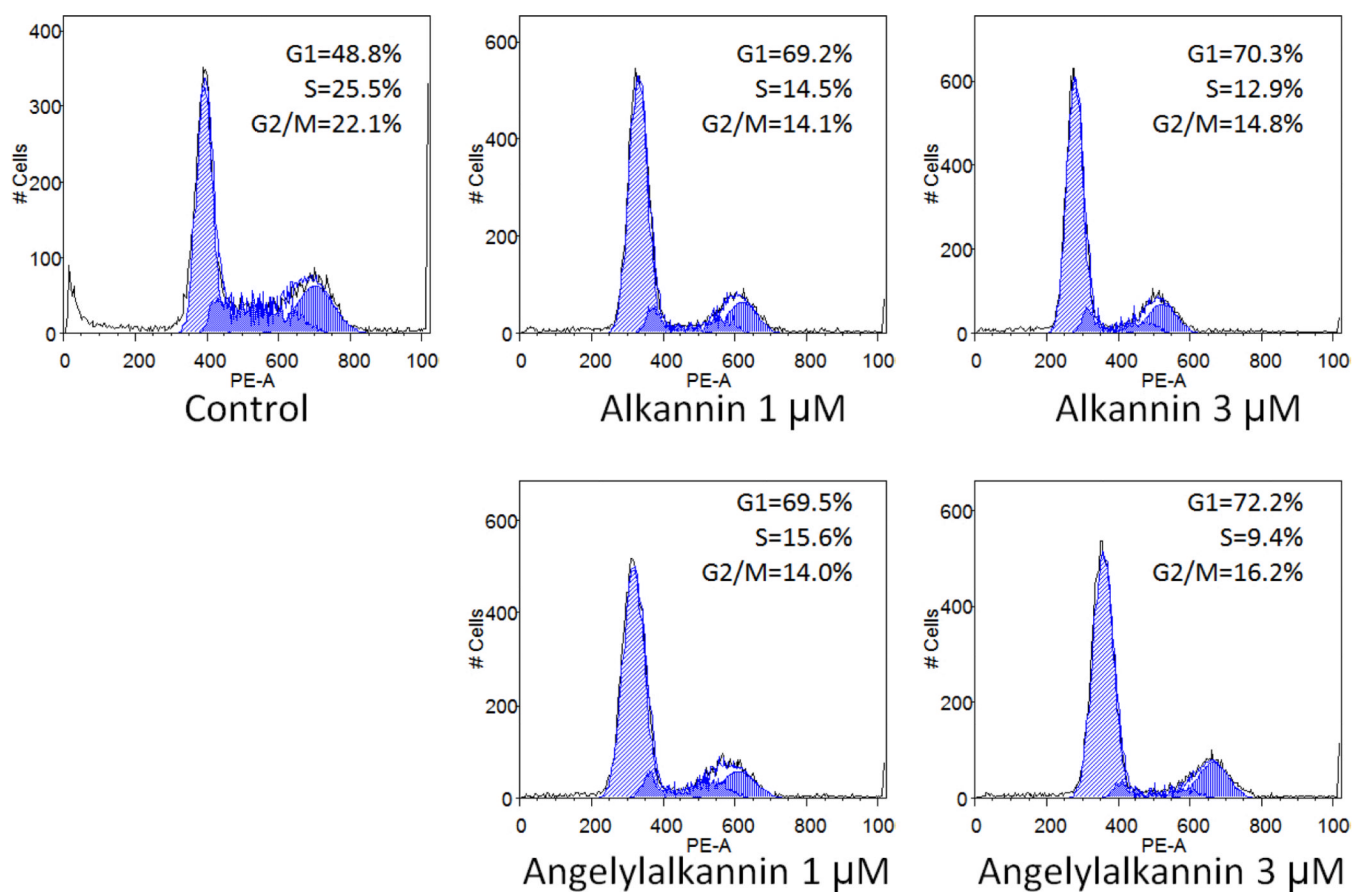 400
300
200
100
0
# Cells
G1=48.8%
S=25.5%
G2/M=22.1%
0 200 400 600 800 100
PE-A
Control
600
400
200
0
# Cells
G1=69.2%
S=14.5%
G2/M=14.1%
0 200 400 600 800 100
PE-A
Alkannin 1 µM
600
400
200
0
# Cells
G1=70.3%
S=12.9%
G2/M=14.8%
0 200 400 600 800 100
PE-A
Alkannin 3 µM
600
400
200
0
# Cells
G1=69.5%
S=15.6%
G2/M=14.0%
0 200 400 600 800 100
PE-A
Angelylalkannin 1 µM
600
400
200
0
# Cells
G1=72.2%
S=9.4%
G2/M=16.2%
0 200 400 600 800 100
PE-A
Angelylalkannin 3 µM